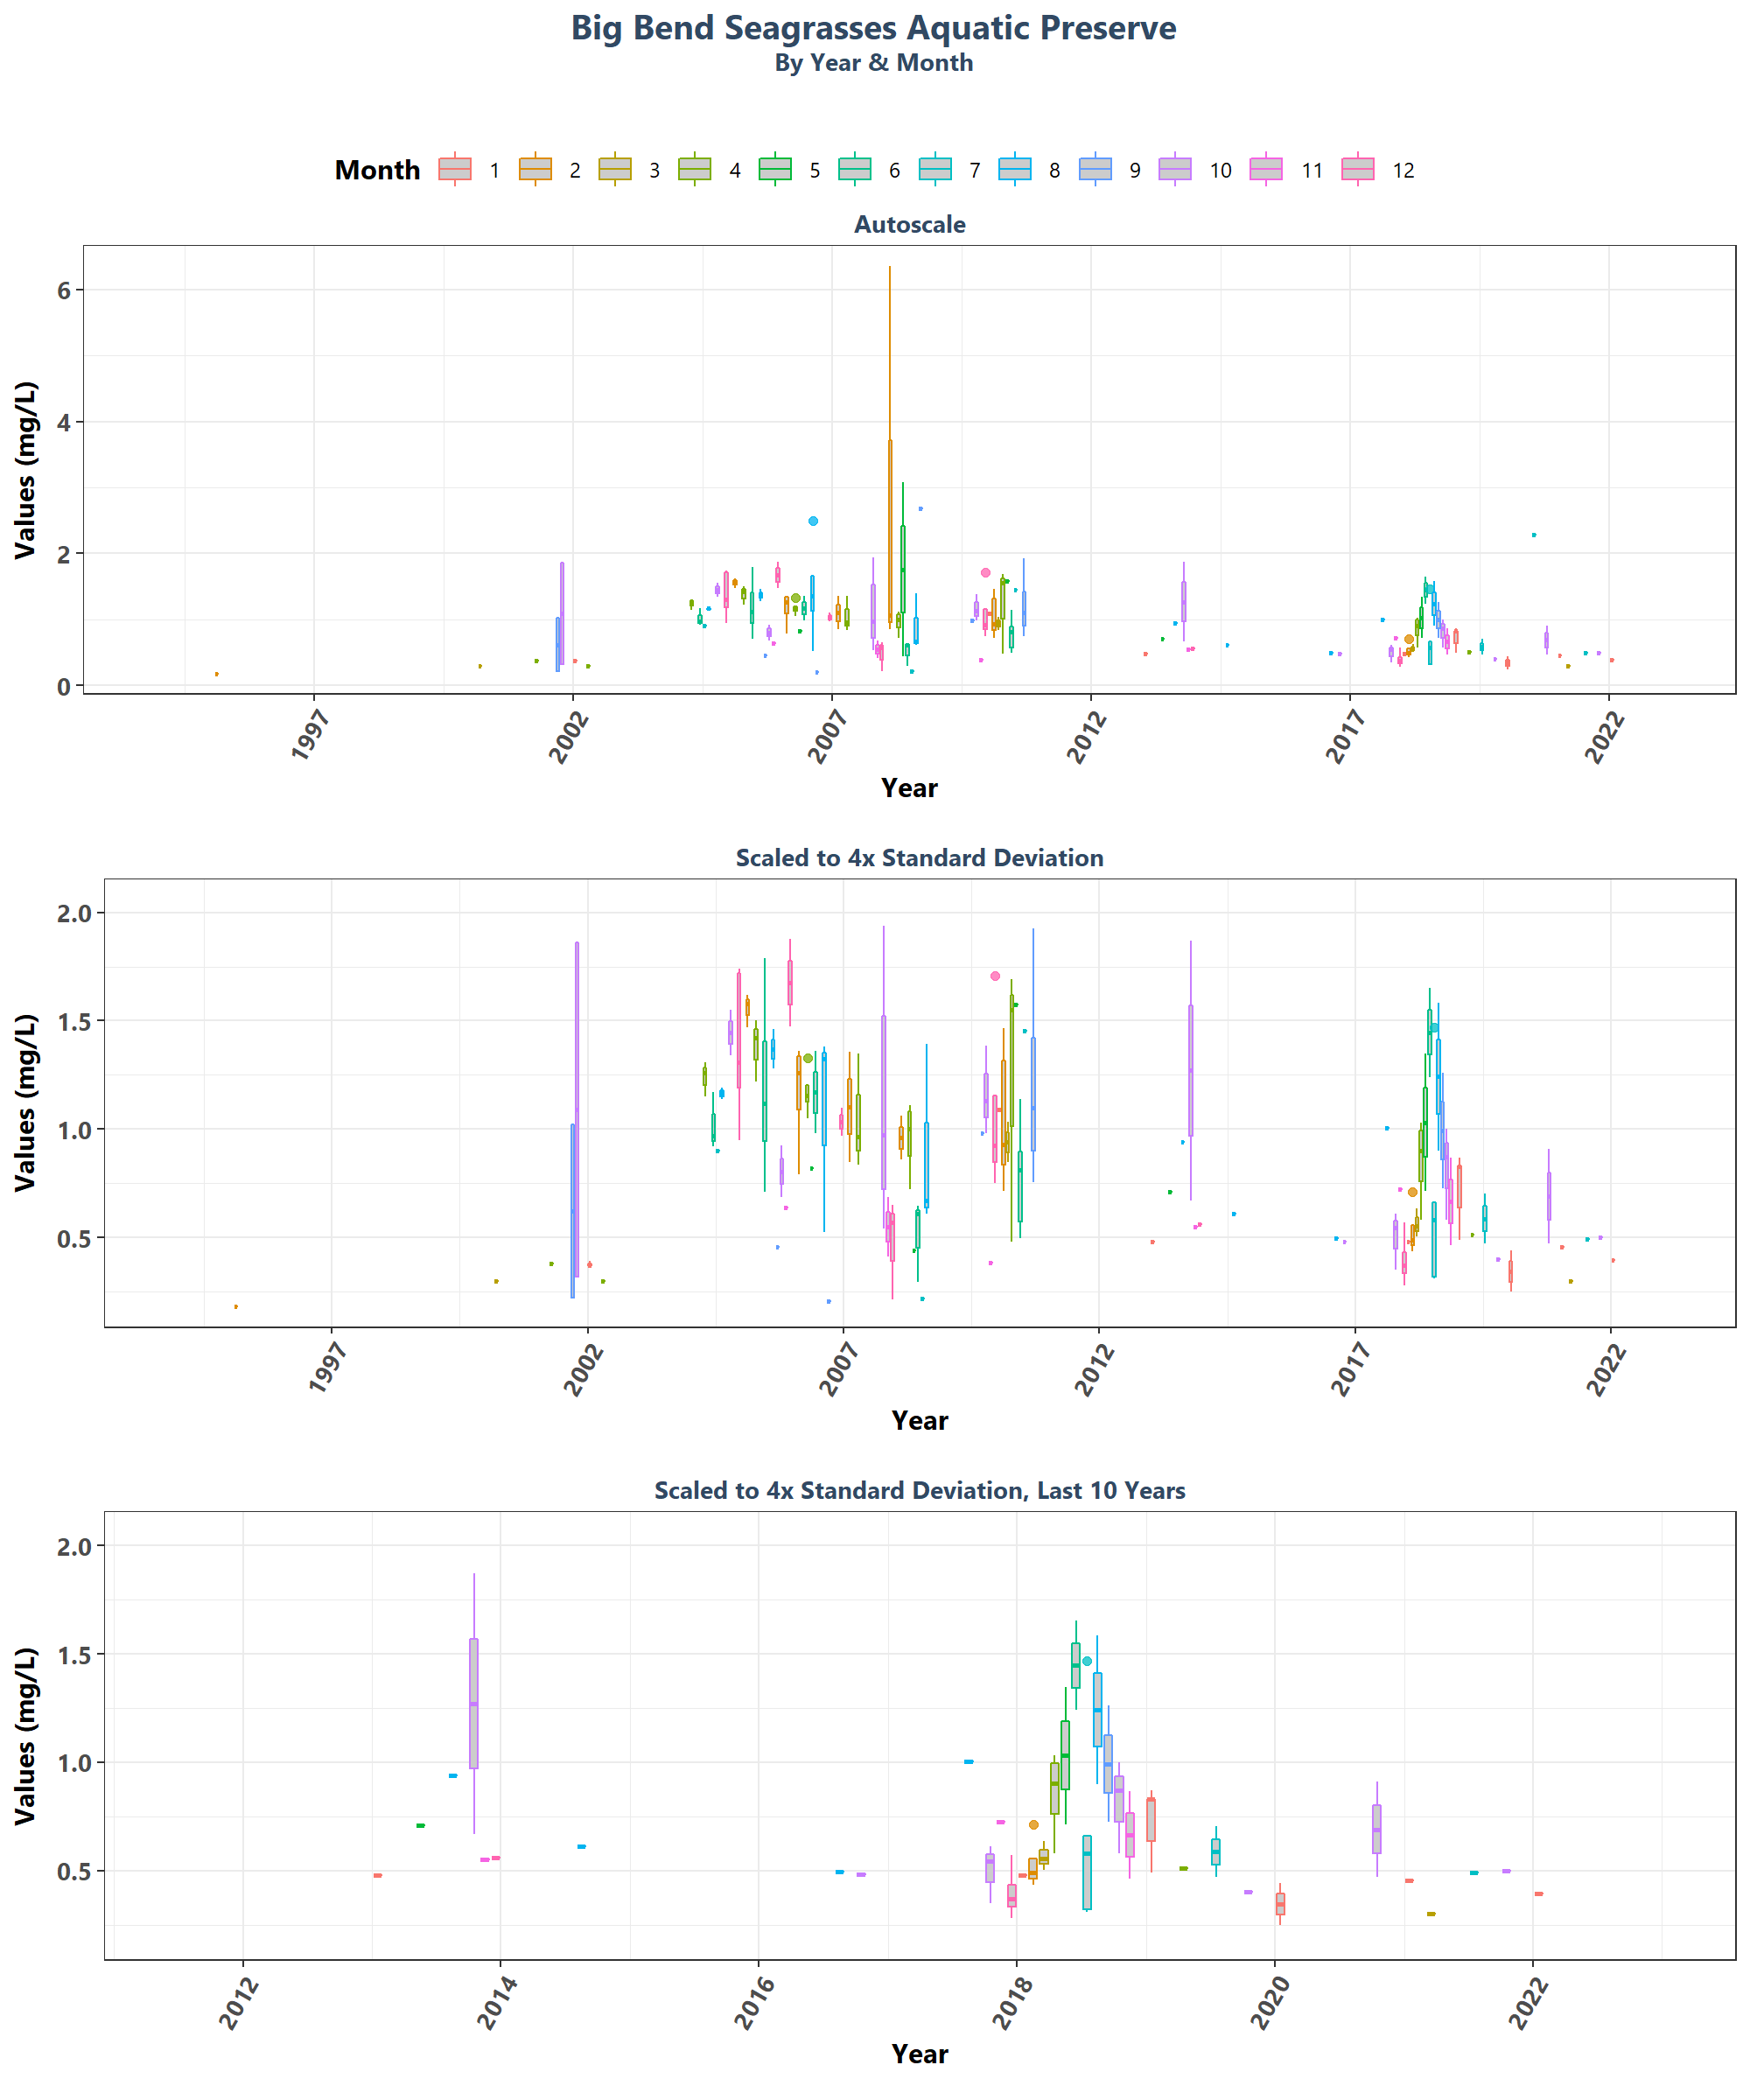 Big Bend Seagrasses Aquatic Preserve
By Year & Month
Month 1 2 3 4 5 6 7 8 9 10 11 12
Autoscale
Values (mg/L)
6
4
2
0
1997 2002 2007 2012 2017 2022
Year
Scaled to 4x Standard Deviation
Values (mg/L)
2.0
1.5
1.0
0.5
1997 2002 2007 2012 2017 2022
Year
Scaled to 4x Standard Deviation, Last 10 Years
Values (mg/L)
2.0
1.5
1.0
0.5
2012 2014 2016 2018 2020 2022
Year